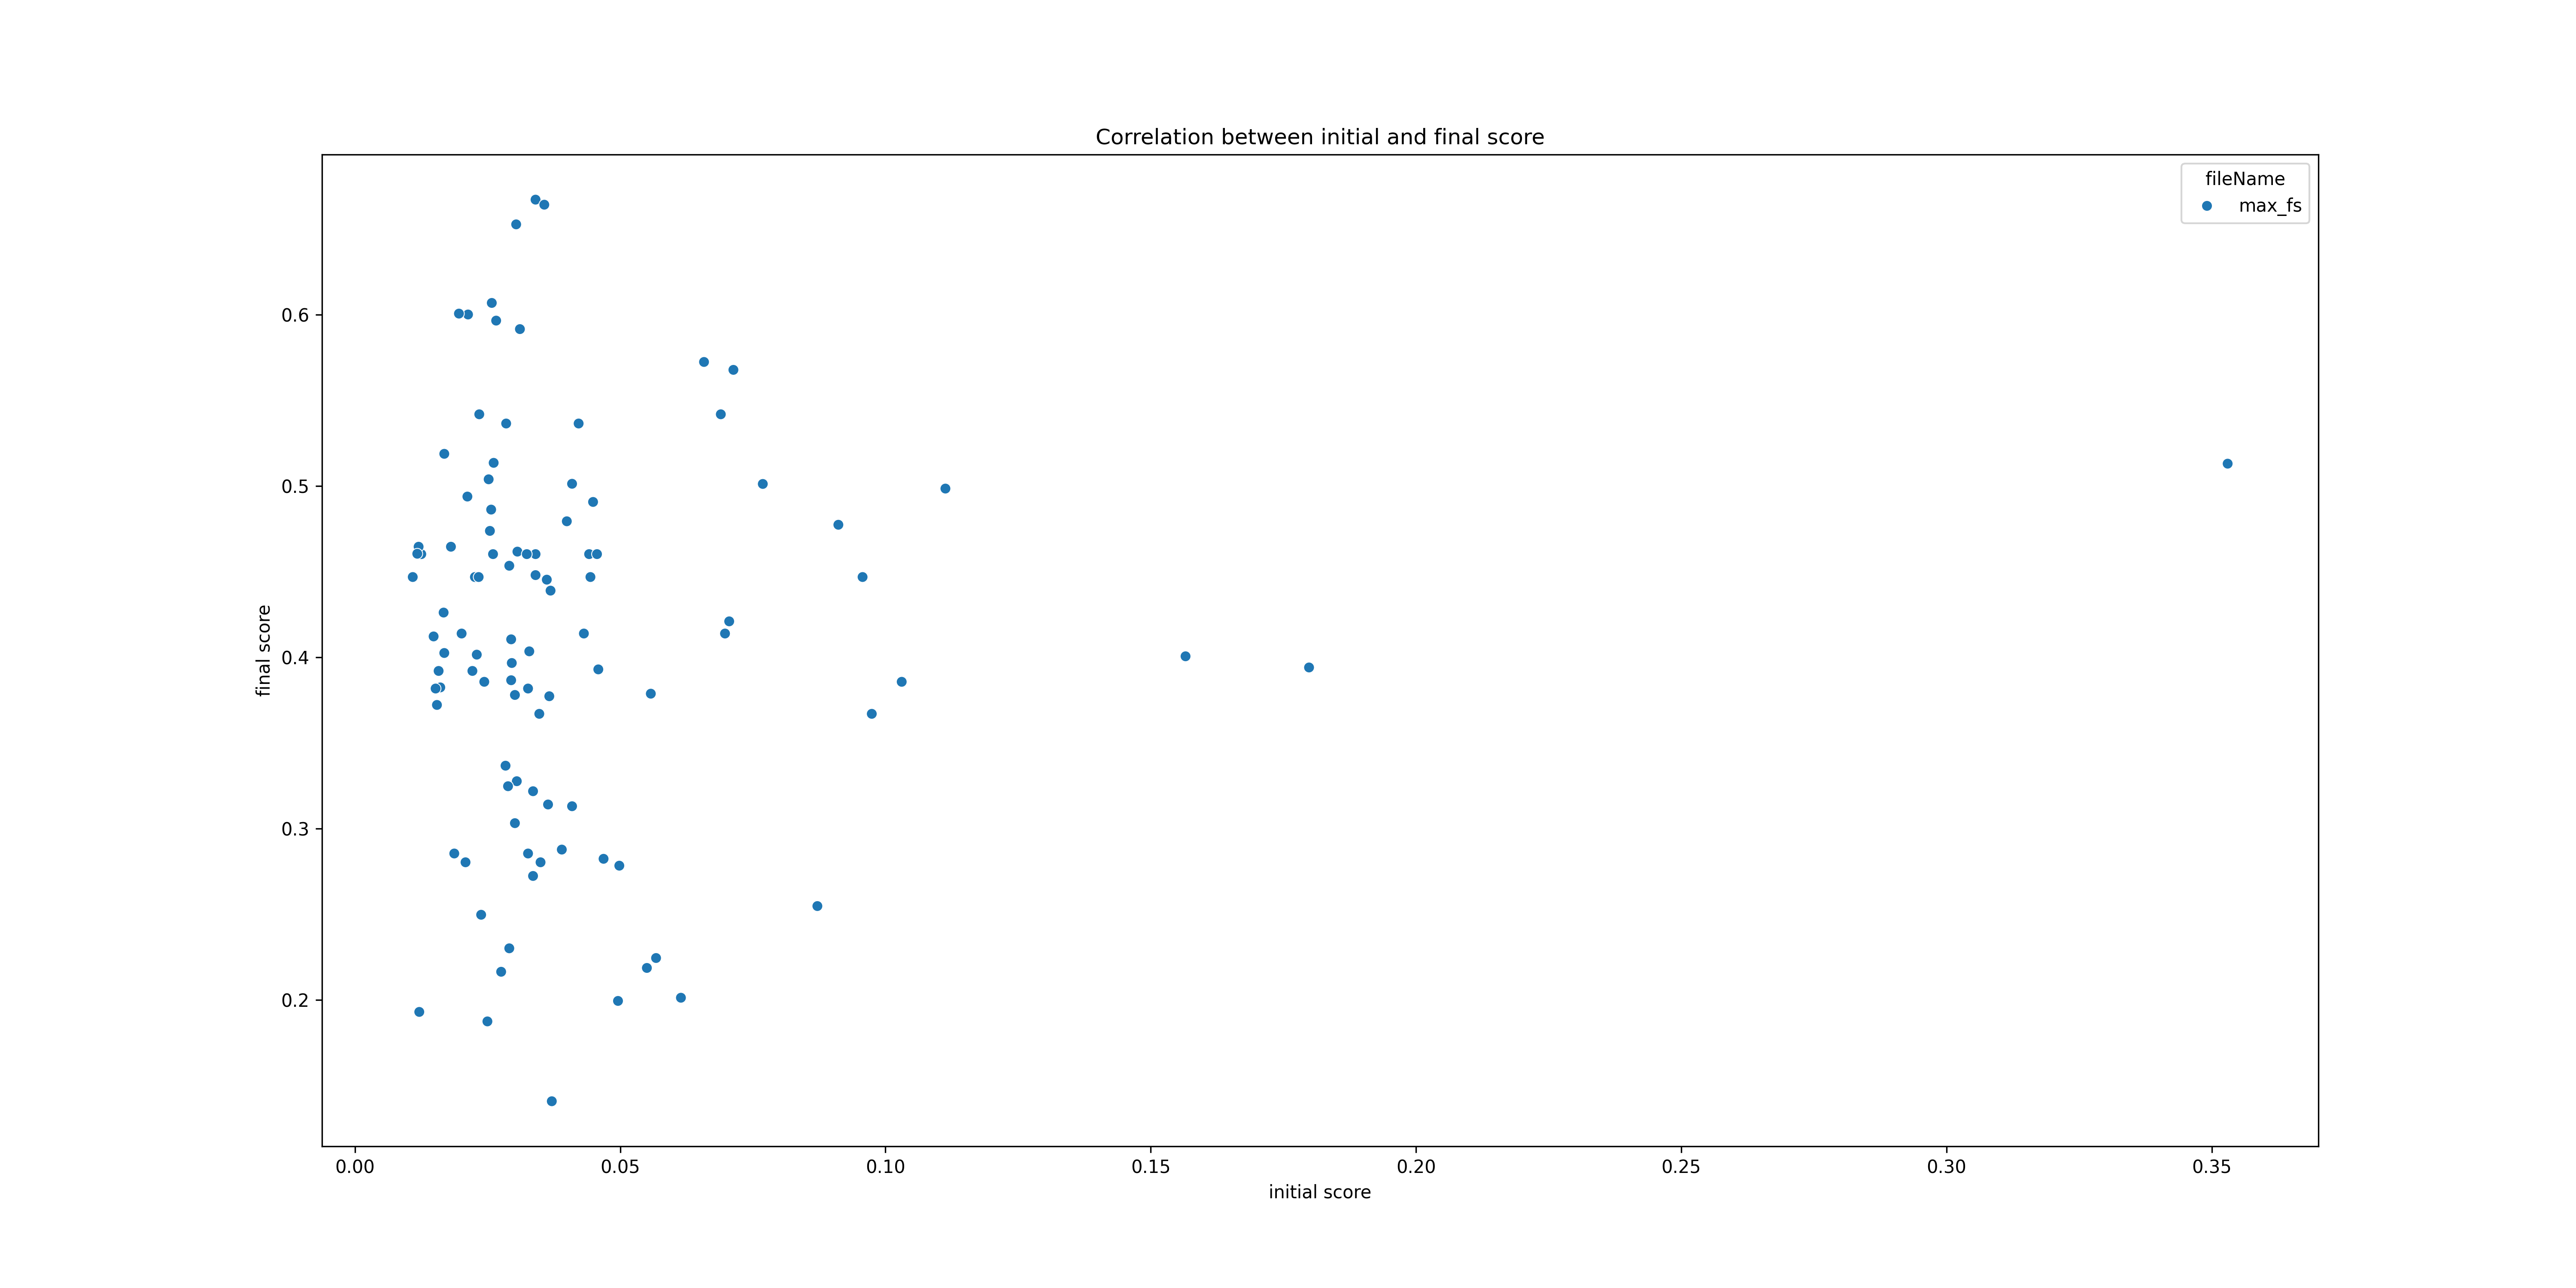 Correlation between initial and final score
fileName
max_fs
0.6
0.5
0.4
0.3
0.2
final score
0.00 0.05 0.10 0.15 0.20 0.25 0.30 0.35
initial score